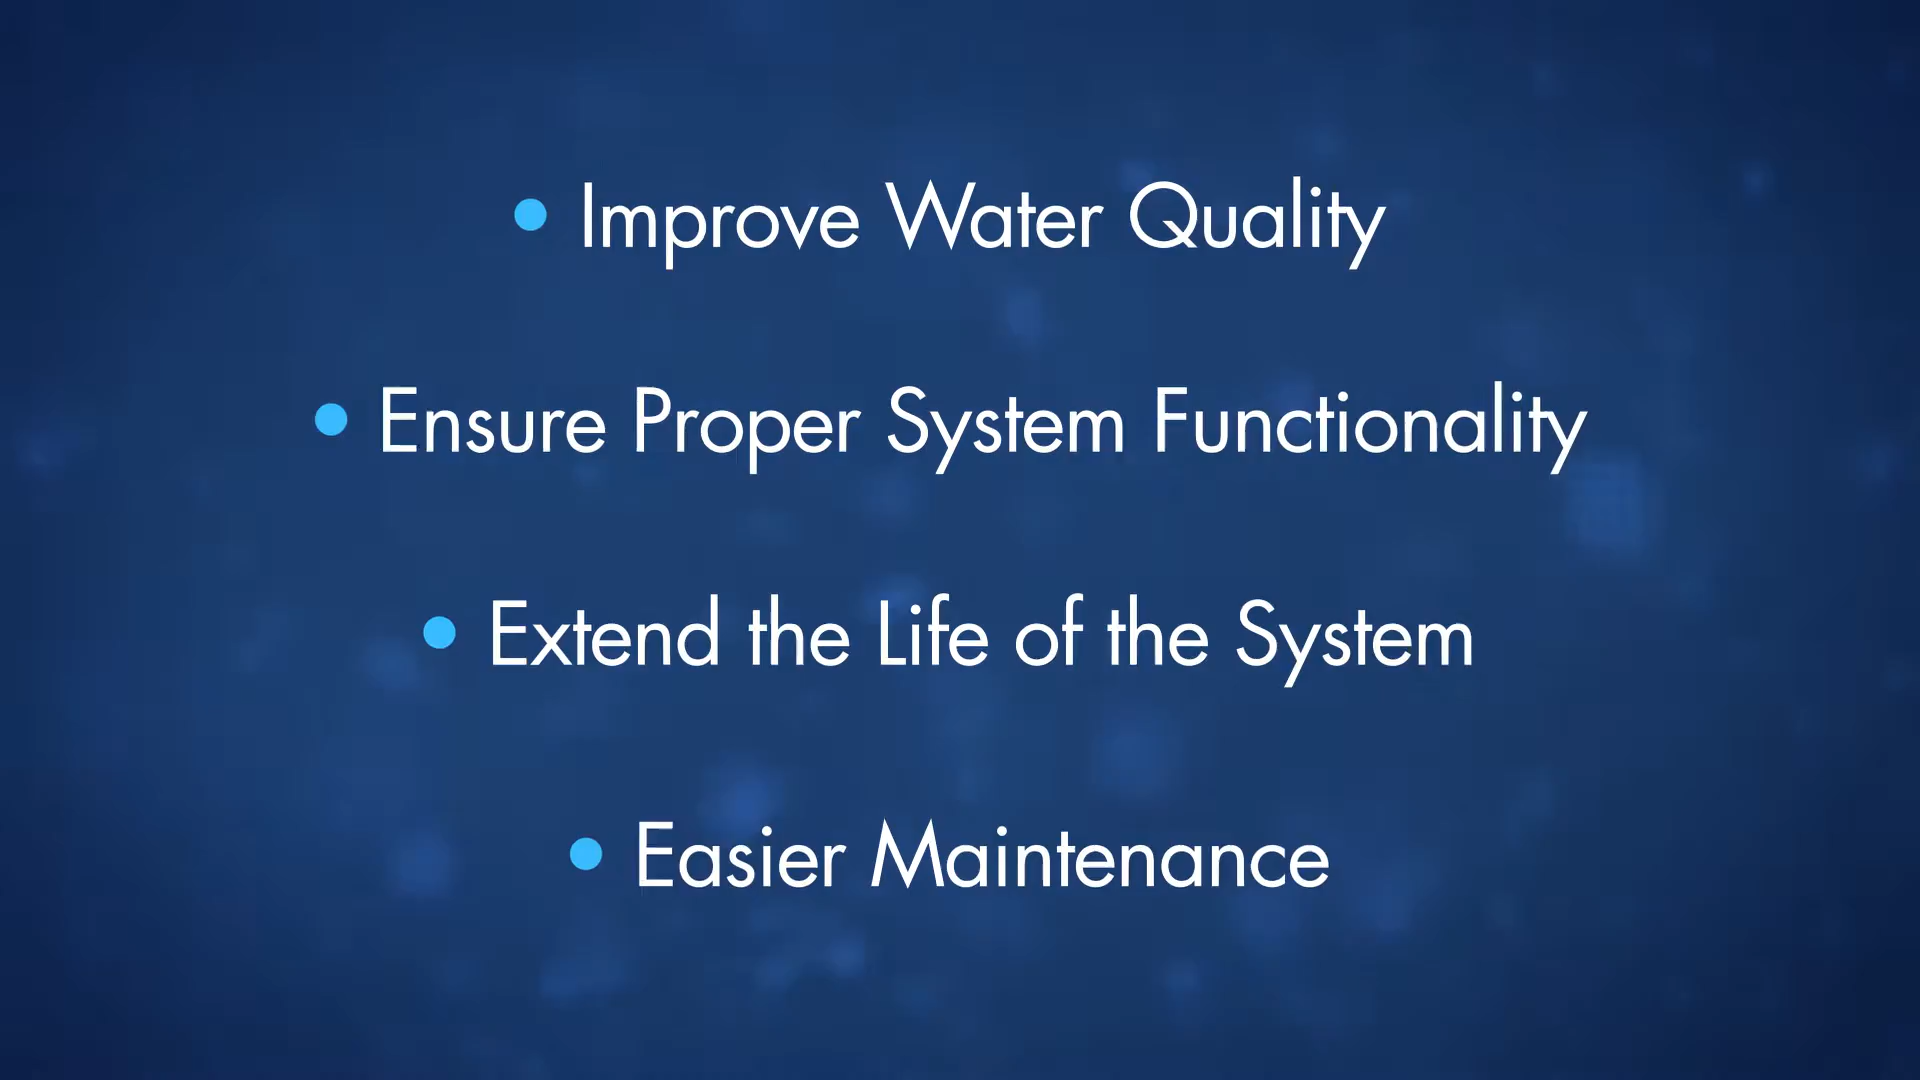 • Improve Water Quality
• Ensure Proper System Functionality
• Extend the Life of the System
• Easier Maintenance